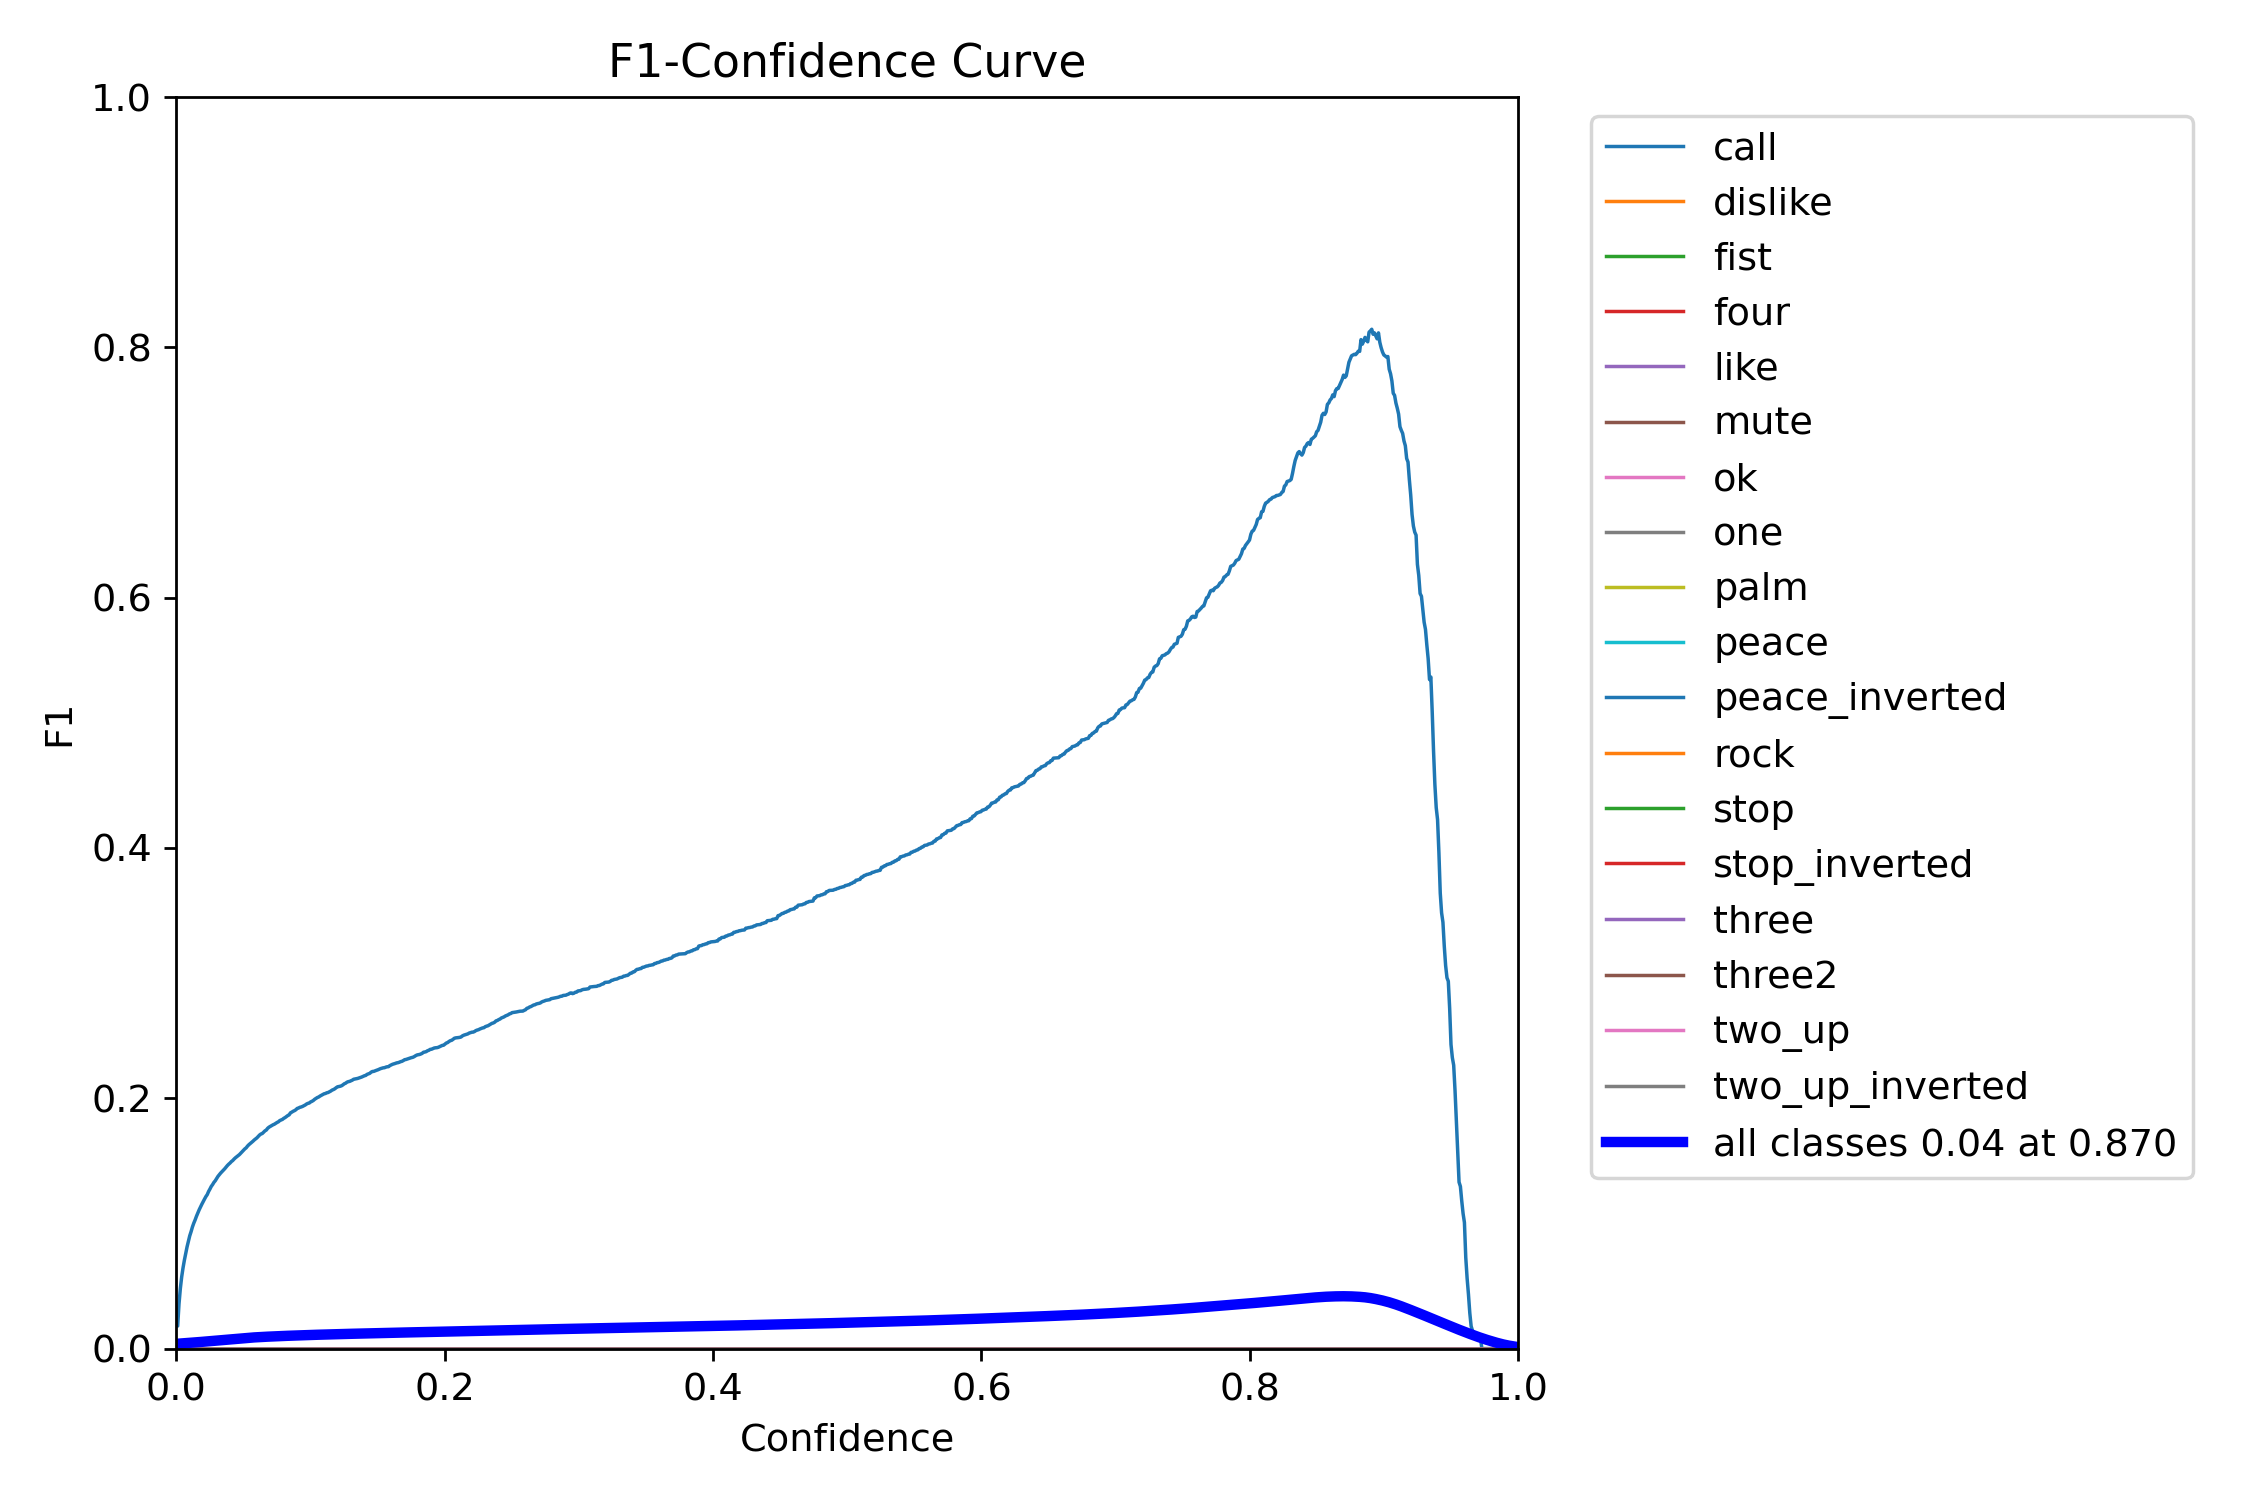 F1-Confidence Curve
1.0
0.8
0.6
0.4
0.2
0.0
F1
0.0 0.2 0.4 0.6 0.8 1.0
Confidence
call
dislike
fist
four
like
mute
ok
one
palm
peace
peace_inverted
rock
stop
stop_inverted
three
three2
two_up
two_up_inverted
all classes 0.04 at 0.870